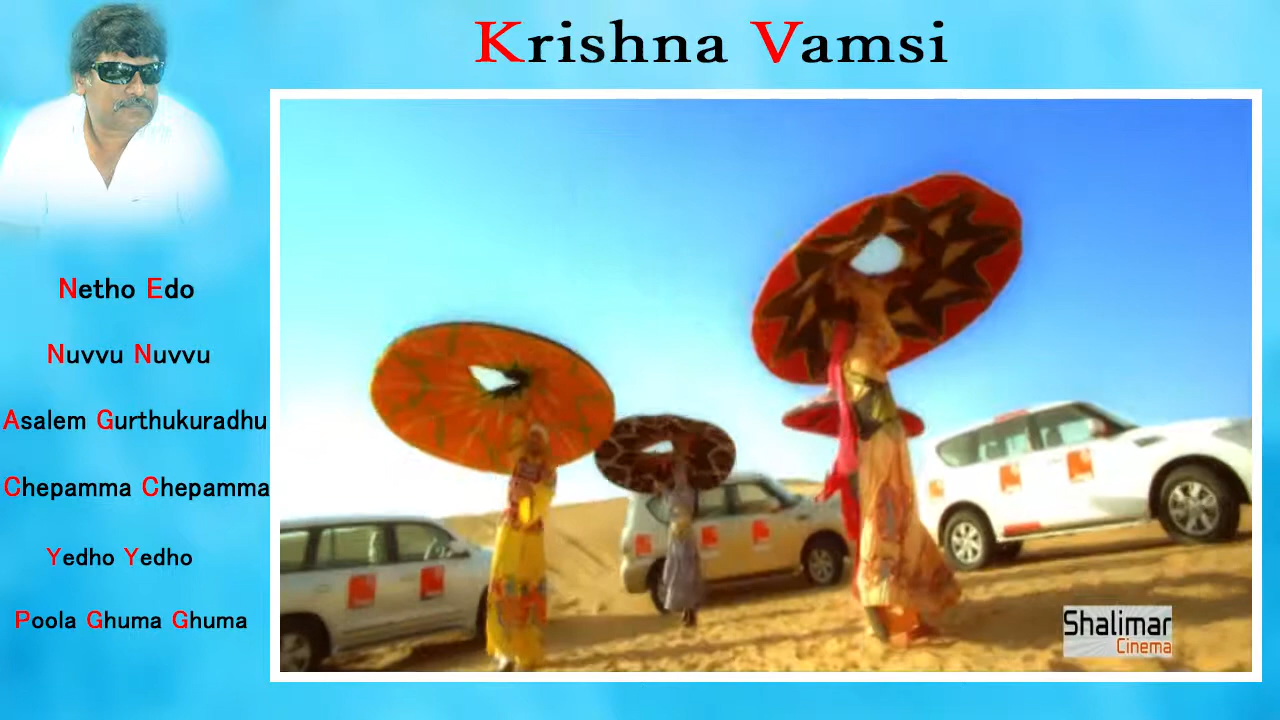 Krishna Vamsi
Netho Edo
Nuvvu Nuvvu
Asalem Gurthukuradhu
Chepamma Chepamma
Yedho Yedho
Poola Ghuma Ghuma
Shalimar
Cinema